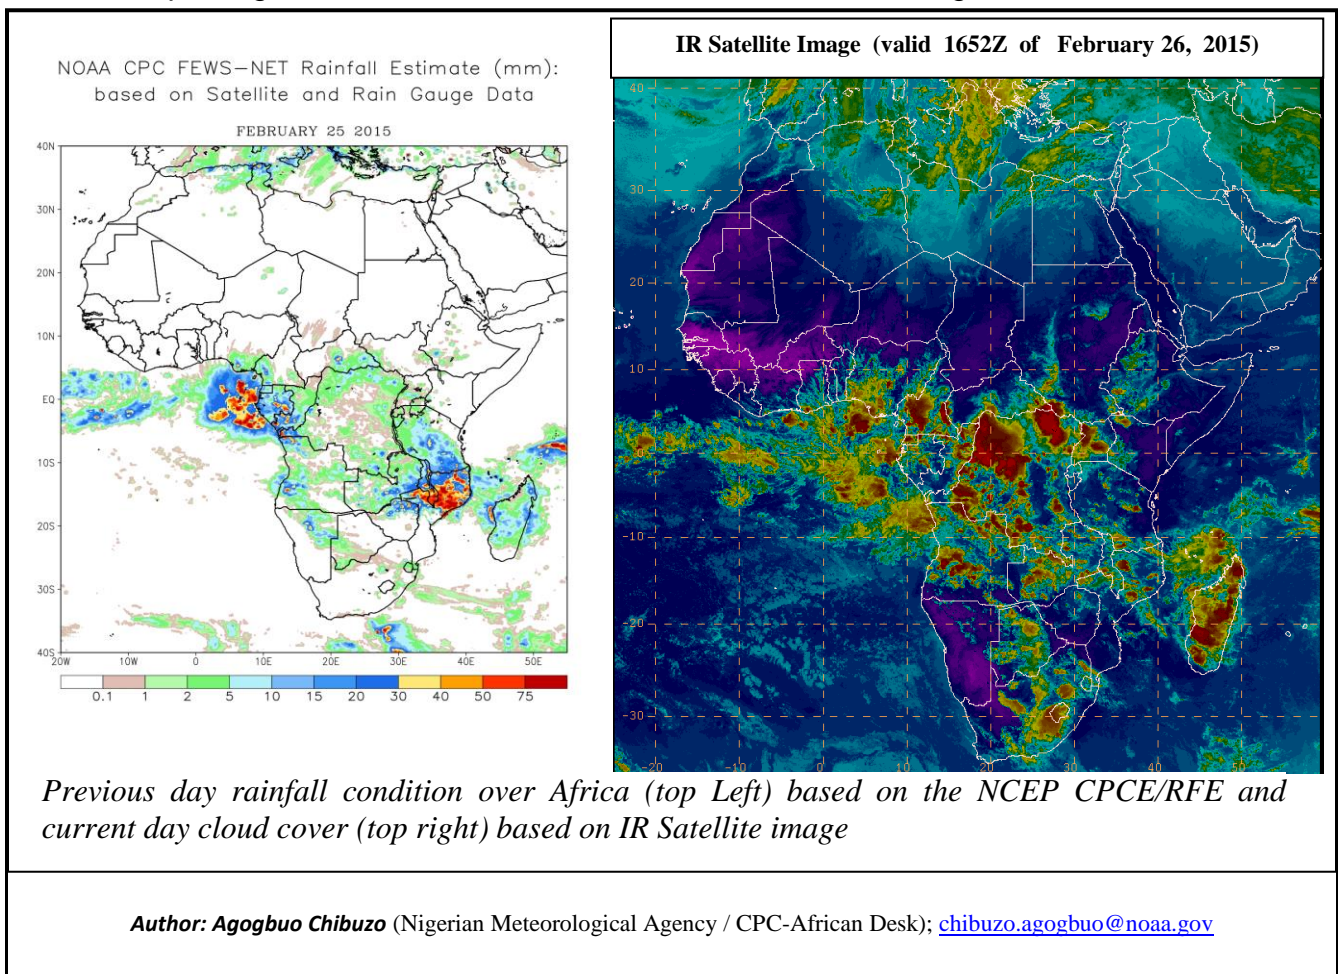 IR Satellite Image (valid 1652Z of February 26, 2015)
NOAA CPC FEWS-NET Rainfall Estimate (mm):
based on Satellite and Rain Gauge Data
FEBRUARY 25 2015
40N
30N
20N
10N
EQ
10S
20S
30S
40S
20W 10W 0 10E 20E 30E 40E 50E
0.1 1 2 5 10 15 20 30 40 50 75
40
30
20
10
0
-10
-20
-30
-20 -10 0 10 20 30 40 50
Previous day rainfall condition over Africa (top Left) based on the NCEP CPCE/RFE and
current day cloud cover (top right) based on IR Satellite image
Author: Agogbuo Chibuzo (Nigerian Meteorological Agency / CPC-African Desk); chibuzo.agogbuo@noaa.gov